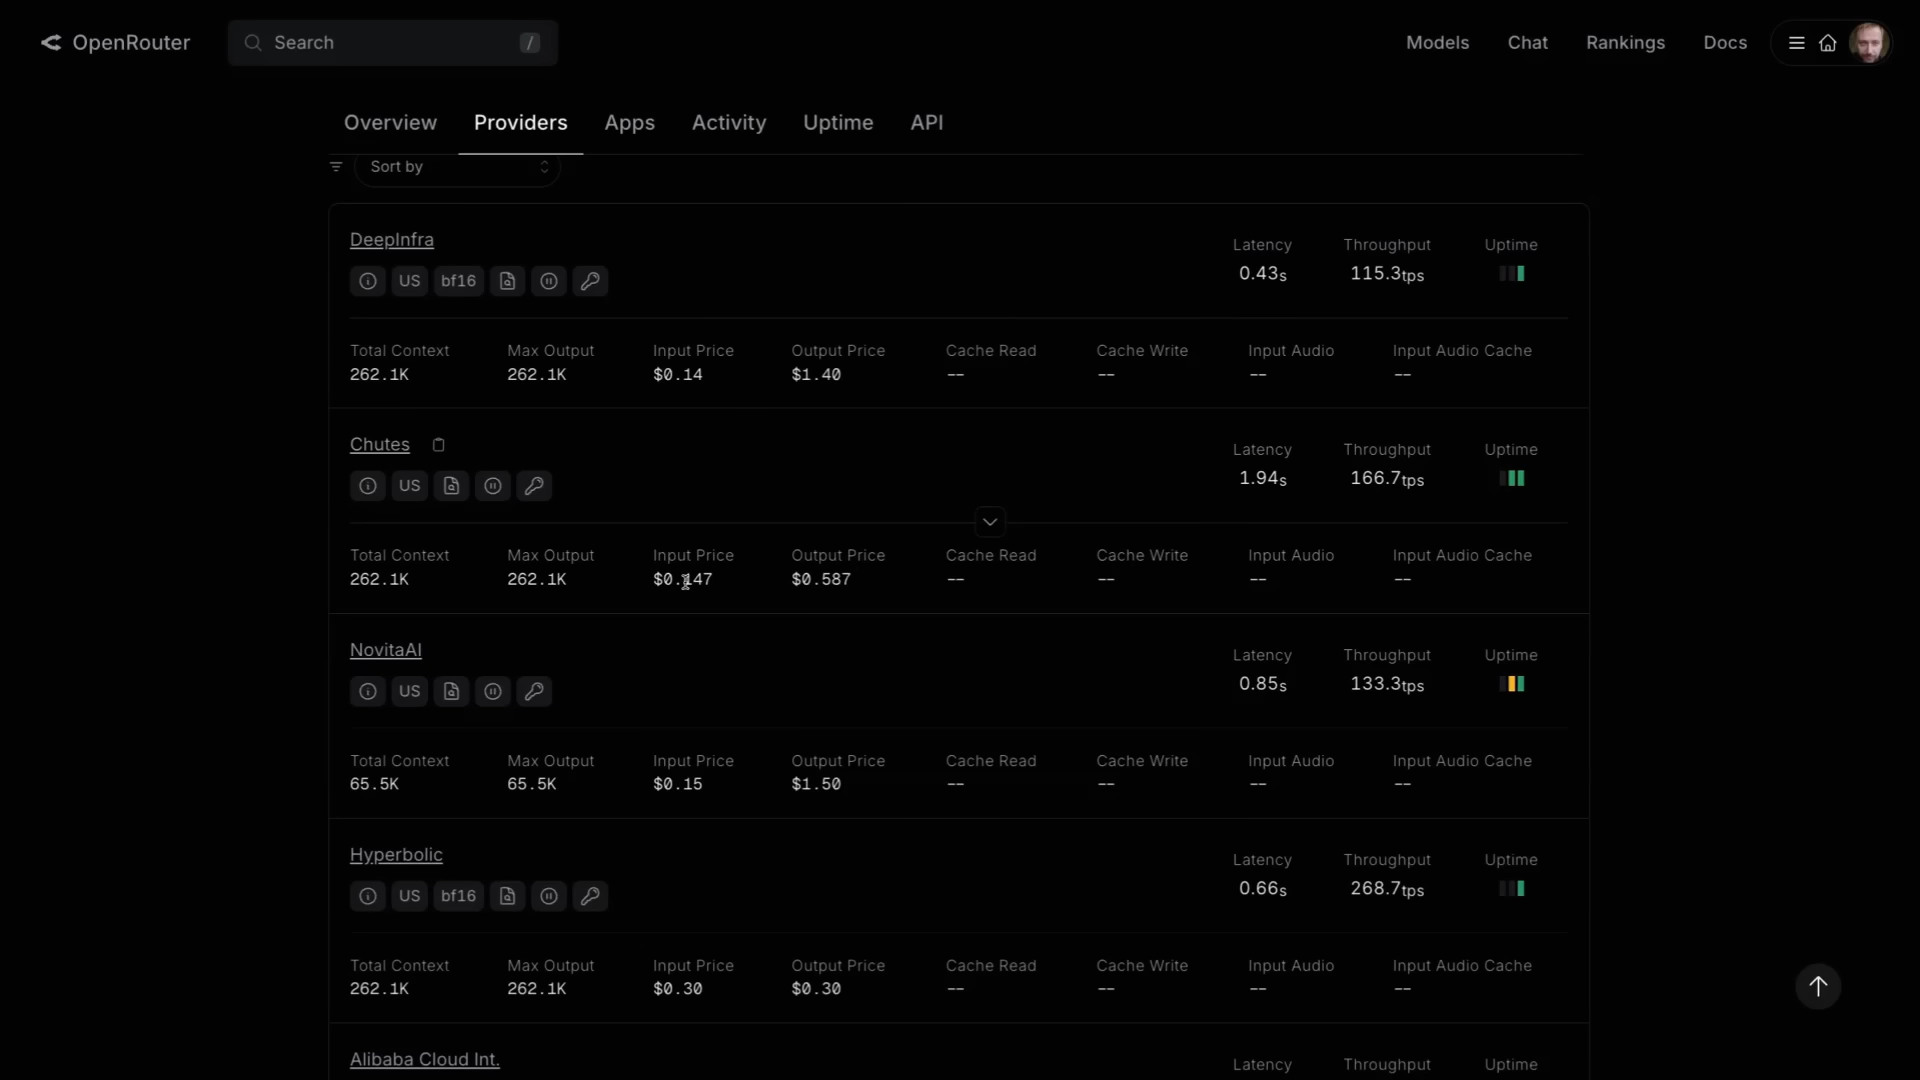 OpenRouter Search / Models Chat Rankings Docs
Overview Providers Apps Activity Uptime API
Sort by
DeepInfra
Latency Throughput Uptime
0.43s 115.3tps
US bf16
Total Context Max Output Input Price Output Price Cache Read Cache Write Input Audio Input Audio Cache
262.1K 262.1K $0.14 $1.40 -- -- -- --
Chutes
Latency Throughput Uptime
1.94s 166.7tps
US
Total Context Max Output Input Price Output Price Cache Read Cache Write Input Audio Input Audio Cache
262.1K 262.1K $0.147 $0.587 -- -- -- --
NovitaAI
Latency Throughput Uptime
0.85s 133.3tps
US
Total Context Max Output Input Price Output Price Cache Read Cache Write Input Audio Input Audio Cache
65.5K 65.5K $0.15 $1.50 -- -- -- --
Hyperbolic
Latency Throughput Uptime
0.66s 268.7tps
US bf16
Total Context Max Output Input Price Output Price Cache Read Cache Write Input Audio Input Audio Cache
262.1K 262.1K $0.30 $0.30 -- -- -- --
Alibaba Cloud Int.
Latency Throughput Uptime